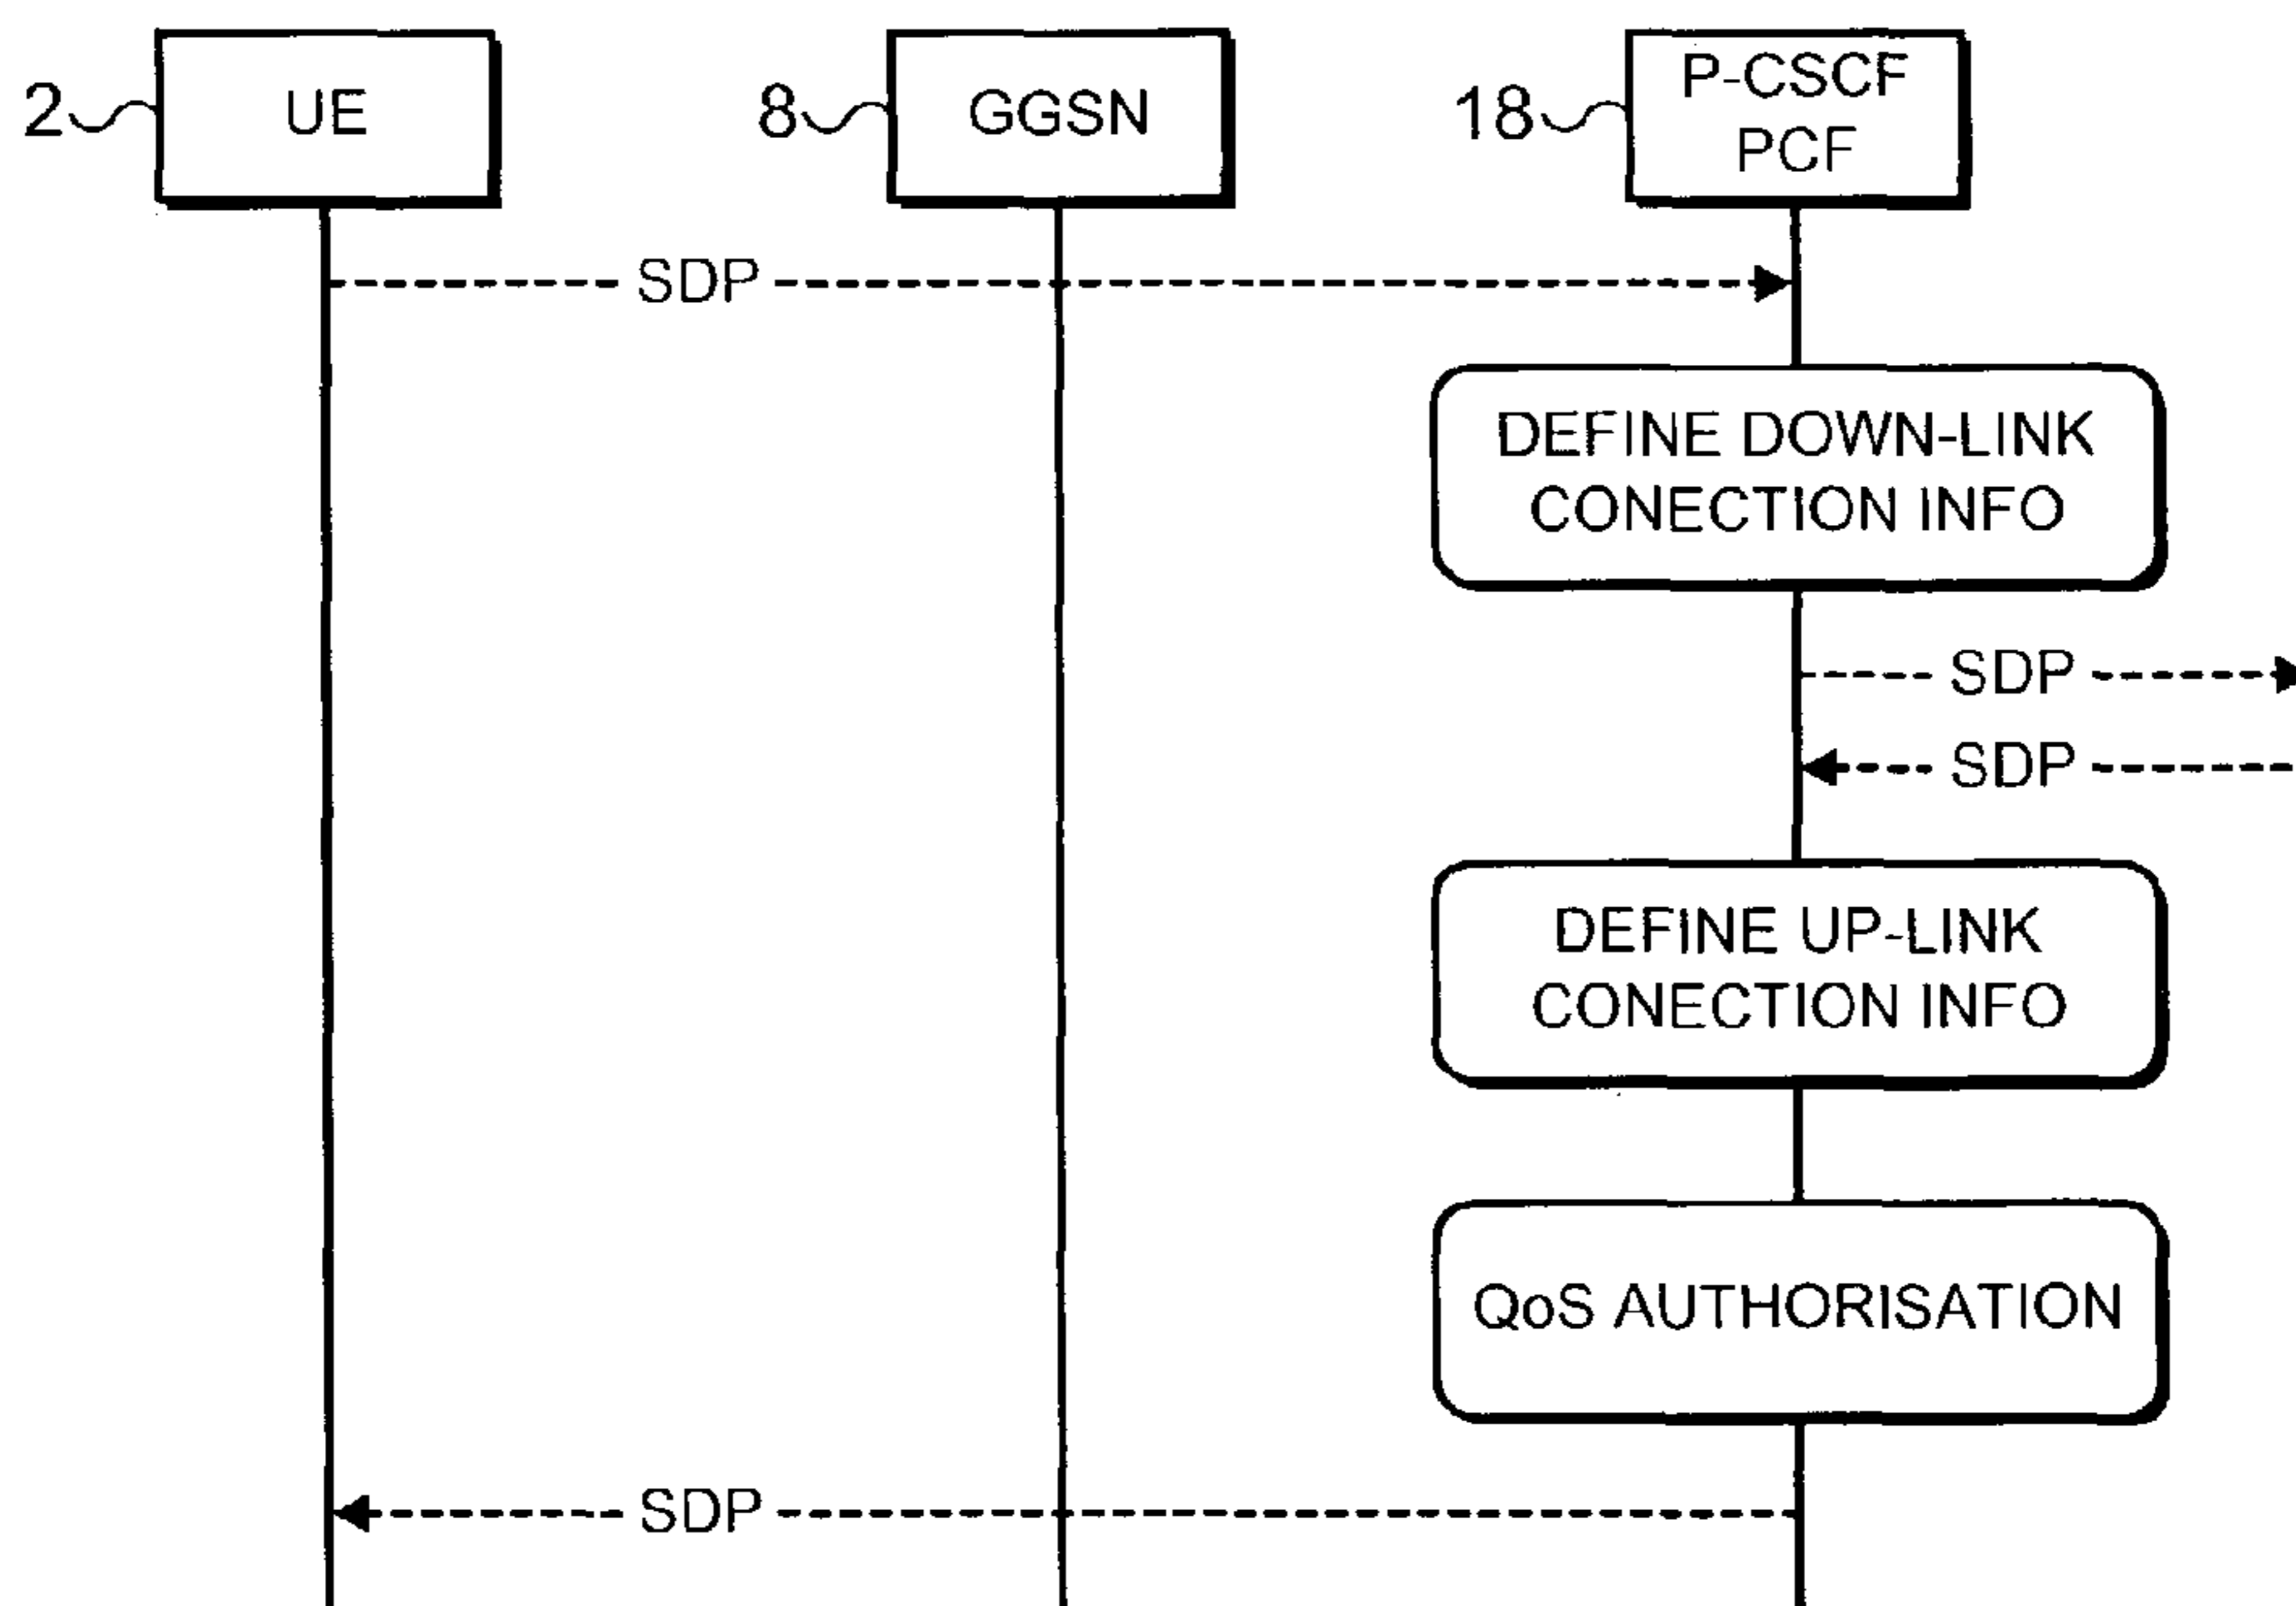 2
UE
8
GGSN
18
P-CSCF
PCF
SDP
DEFINE DOWN-LINK
CONECTION INFO
SDP
SDP
DEFINE UP-LINK
CONECTION INFO
QoS AUTHORISATION
SDP